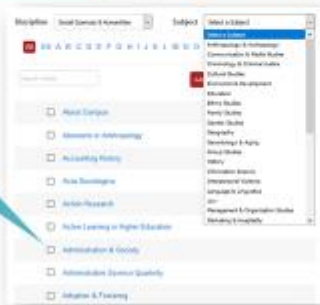 Discipline Social Sciences & Humanities Subject Select a Subject
Select a Subject
All A B C D E F G H I J K L M N O
Anthropology & Archaeology
Communication & Media Studies
Criminology & Criminal Justice
Cultural Studies
Economics & Development
Education
Ethnic Studies
Family Studies
Gender Studies
Geography
Gerontology & Aging
Group Studies
History
Information Science
Interpersonal Violence
Language & Linguistics
Law
Management & Organization Studies
Marketing & Hospitality
About Campus
Abstracts in Anthropology
Accounting History
Acta Sociologica
Action Research
Active Learning in Higher Education
Administration & Society
Administrative Science Quarterly
Adoption & Fostering